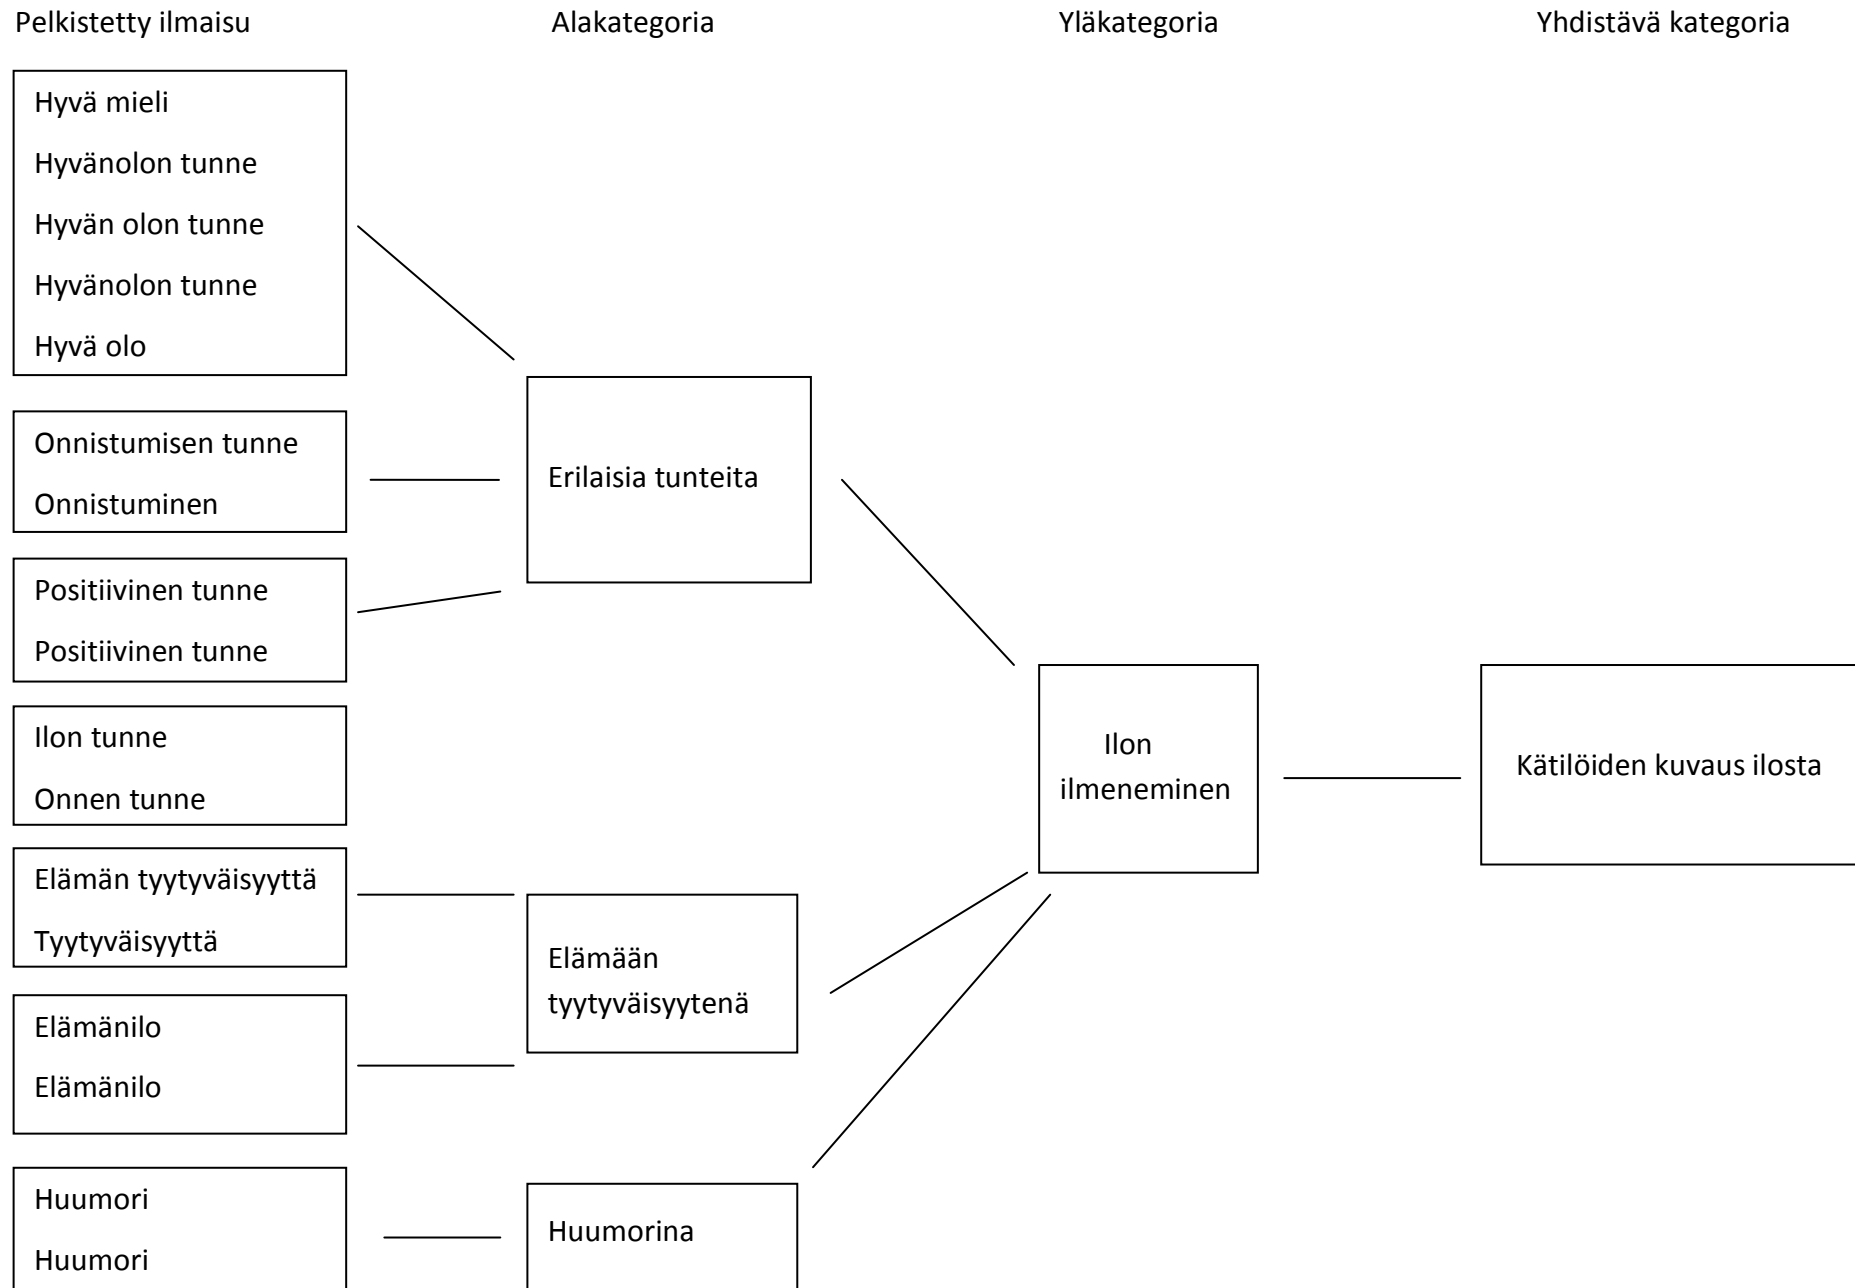 Pelkistetty ilmaisu
Alakategoria
Yläkategoria
Yhdistävä kategoria
Hyvä mieli
Hyvänolon tunne
Hyvän olon tunne
Hyvänolon tunne
Hyvä olo
Onnistumisen tunne
Onnistuminen
Positiivinen tunne
Positiivinen tunne
Ilon tunne
Onnen tunne
Elämän tyytyväisyyttä
Tyytyväisyyttä
Elämänilo
Elämänilo
Huumori
Huumori
Erilaisia tunteita
Elämään
tyytyväisyytenä
Huumorina
Ilon
ilmeneminen
Kätilöiden kuvaus ilosta